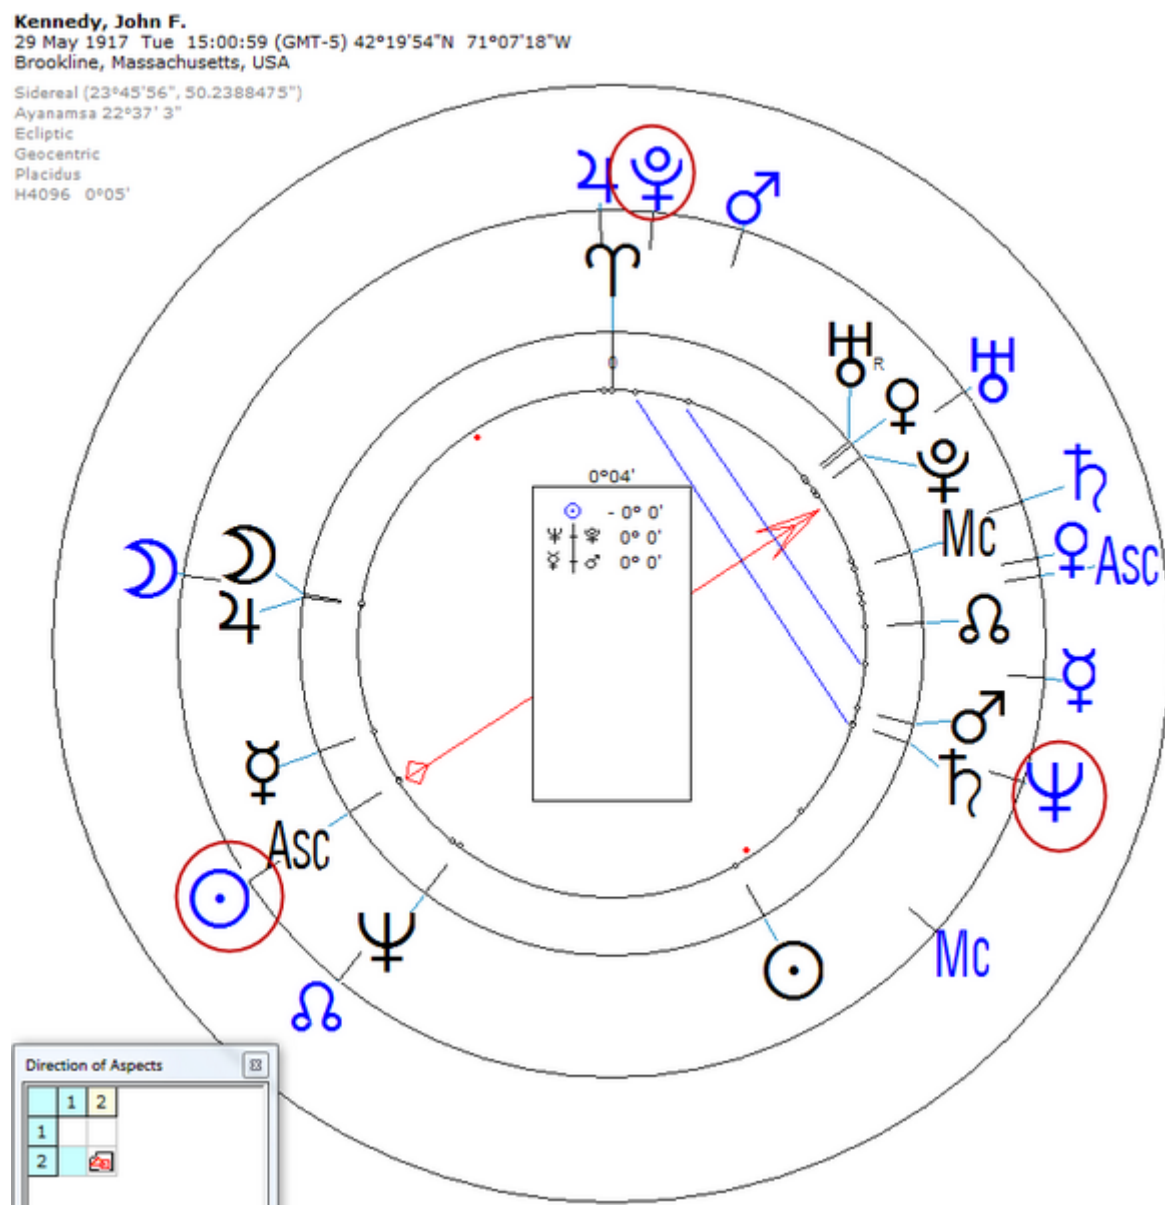 Kennedy, John F.
29 May 1917  Tue  15:00:59 (GMT-5) 42°19'54"N  71°07'18"W
Brookline, Massachusetts, USA
Sidereal (23°45'56", 50.2388475")
Ayanamsa 22°37' 3"
Ecliptic
Geocentric
Placidus
H4096  0°05'
0
R
Mc
Asc
0°04'
- 0° 0'
0° 0'
0° 0'
Asc
Mc
Direction of Aspects
1 2
1
2